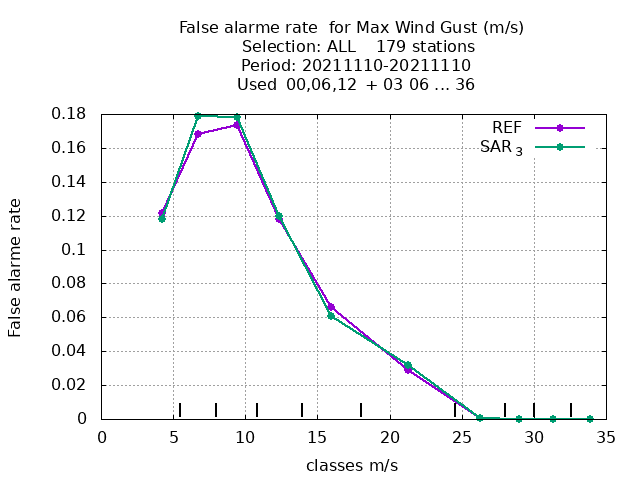 False alarme rate  for Max Wind Gust (m/s)
Selection: ALL    179 stations
Period: 20211110-20211110
Used  00,06,12  + 03 06 ... 36
REF
SAR 3
False alarme rate
0.18
0.16
0.14
0.12
0.1
0.08
0.06
0.04
0.02
0
0 5 10 15 20 25 30 35
classes m/s